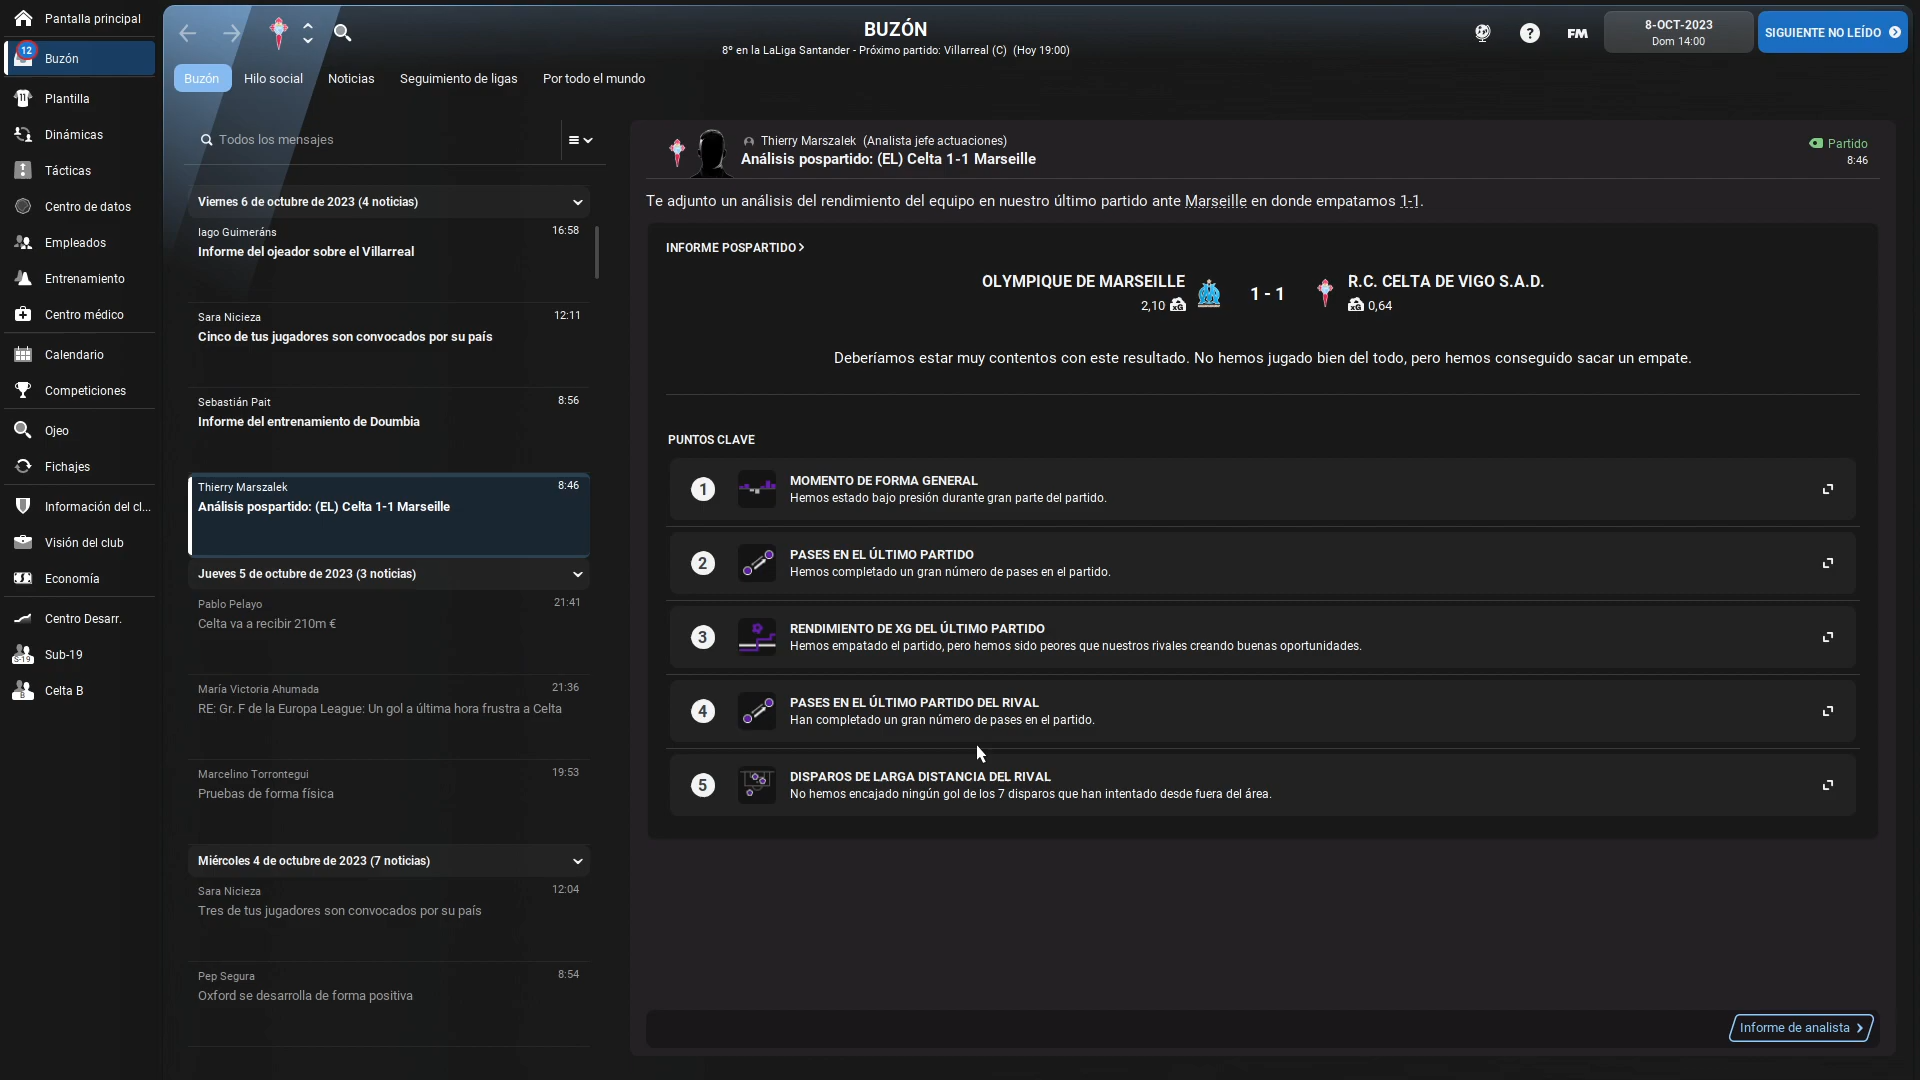 Pantalla principal
12
Buzón
Plantilla
Dinámicas
Tácticas
Centro de datos
Empleados
Entrenamiento
Centro médico
Calendario
Competiciones
Ojeo
Fichajes
Información del cl...
Visión del club
Economía
Centro Desarr.
S-19
Sub-19
B
Celta B
BUZÓN
8º en la LaLiga Santander - Próximo partido: Villarreal (C) (Hoy 19:00)
?
FM
8-OCT-2023
Dom 14:00
SIGUIENTE NO LEÍDO
Buzón
Hilo social
Noticias
Seguimiento de ligas
Por todo el mundo
Todos los mensajes
Viernes 6 de octubre de 2023 (4 noticias)
Iago Guimeráns 16:58
Informe del ojeador sobre el Villarreal
Sara Nicieza 12:11
Cinco de tus jugadores son convocados por su país
Sebastián Pait 8:56
Informe del entrenamiento de Doumbia
Thierry Marszalek 8:46
Análisis pospartido: (EL) Celta 1-1 Marseille
Jueves 5 de octubre de 2023 (3 noticias)
Pablo Pelayo 21:41
Celta va a recibir 210m €
María Victoria Ahumada 21:36
RE: Gr. F de la Europa League: Un gol a última hora frustra a Celta
Marcelino Torrontegui 19:53
Pruebas de forma física
Miércoles 4 de octubre de 2023 (7 noticias)
Sara Nicieza 12:04
Tres de tus jugadores son convocados por su país
Pep Segura 8:54
Oxford se desarrolla de forma positiva
Thierry Marszalek (Analista jefe actuaciones)
Análisis pospartido: (EL) Celta 1-1 Marseille
Partido
8:46
Te adjunto un análisis del rendimiento del equipo en nuestro último partido ante Marseille en donde empatamos 1-1.
INFORME POSPARTIDO
OLYMPIQUE DE MARSEILLE 1 - 1 R.C. CELTA DE VIGO S.A.D.
2,10 xG xG 0,64
Deberíamos estar muy contentos con este resultado. No hemos jugado bien del todo, pero hemos conseguido sacar un empate.
PUNTOS CLAVE
1
MOMENTO DE FORMA GENERAL
Hemos estado bajo presión durante gran parte del partido.
2
PASES EN EL ÚLTIMO PARTIDO
Hemos completado un gran número de pases en el partido.
3
RENDIMIENTO DE XG DEL ÚLTIMO PARTIDO
Hemos empatado el partido, pero hemos sido peores que nuestros rivales creando buenas oportunidades.
4
PASES EN EL ÚLTIMO PARTIDO DEL RIVAL
Han completado un gran número de pases en el partido.
5
DISPAROS DE LARGA DISTANCIA DEL RIVAL
No hemos encajado ningún gol de los 7 disparos que han intentado desde fuera del área.
Informe de analista